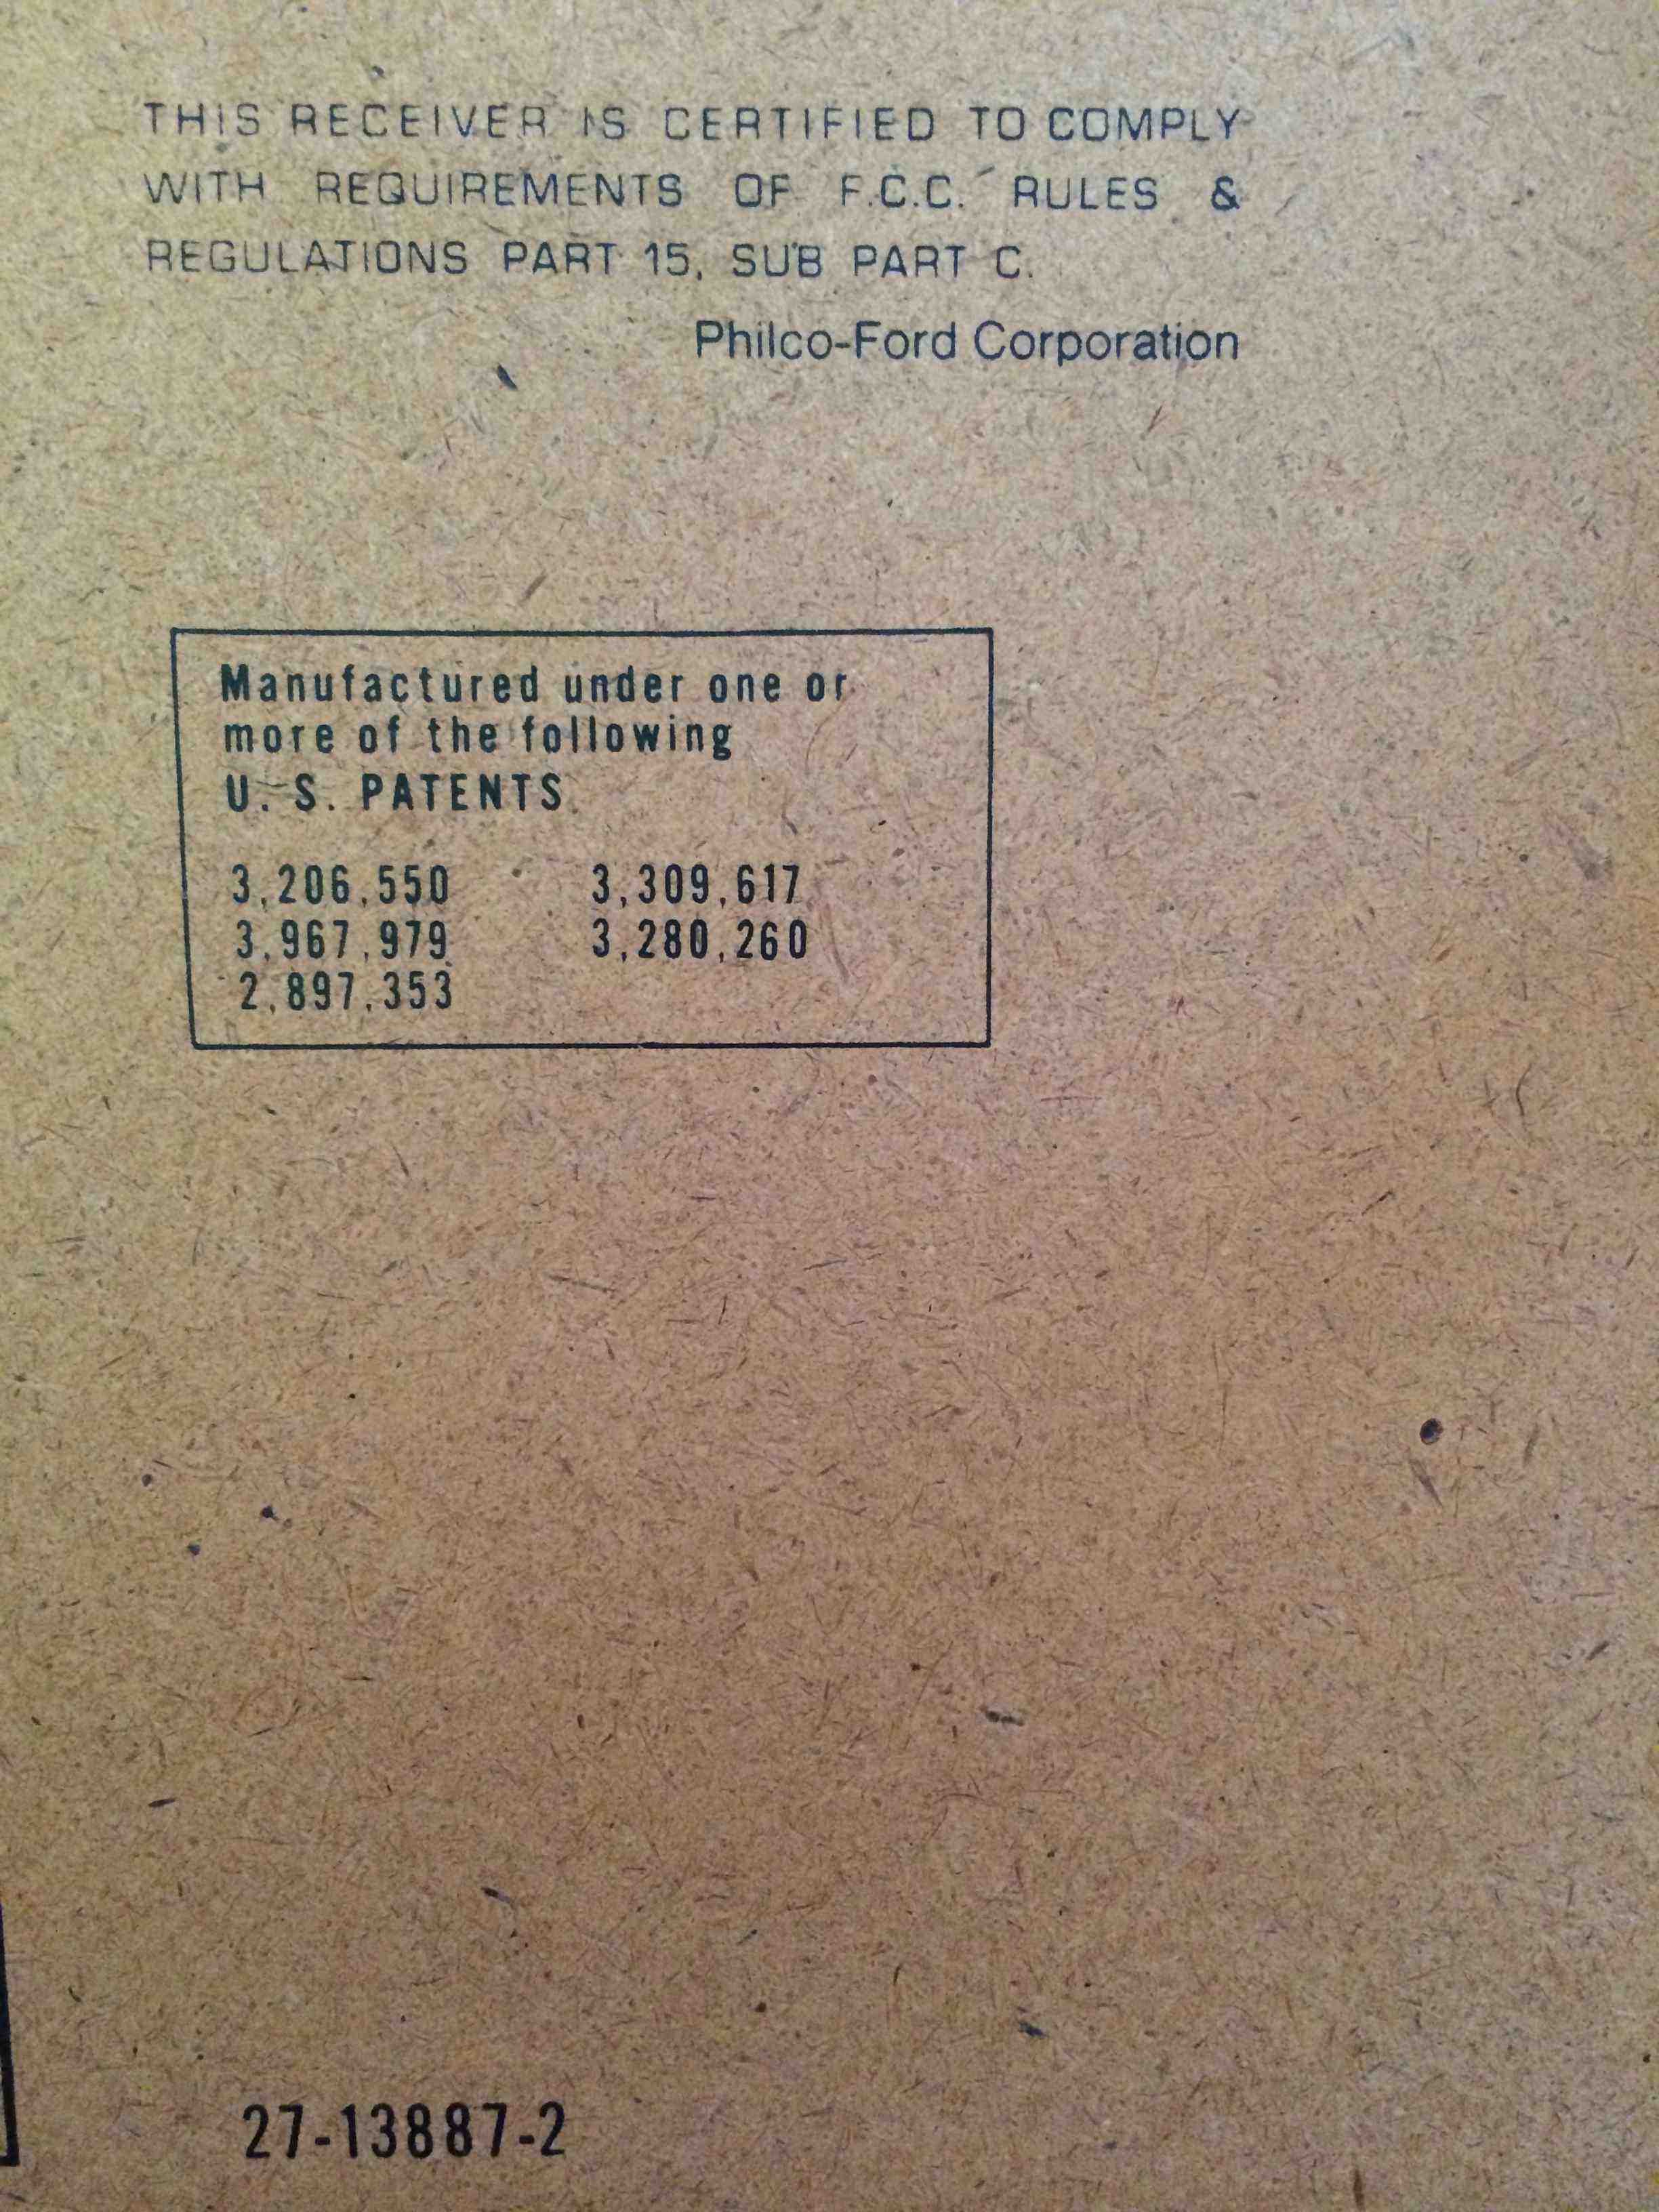 THIS RECEIVER IS CERTIFIED TO COMPLY
WITH REQUIREMENTS OF F.C.C. RULES &
REGULATIONS PART 15, SUB PART C.
Philco-Ford Corporation
Manufactured under one or
more of the following
U. S. PATENTS
3,206,550 3,309,617
3,967,979 3,280,260
2,897,353
27-13887-2